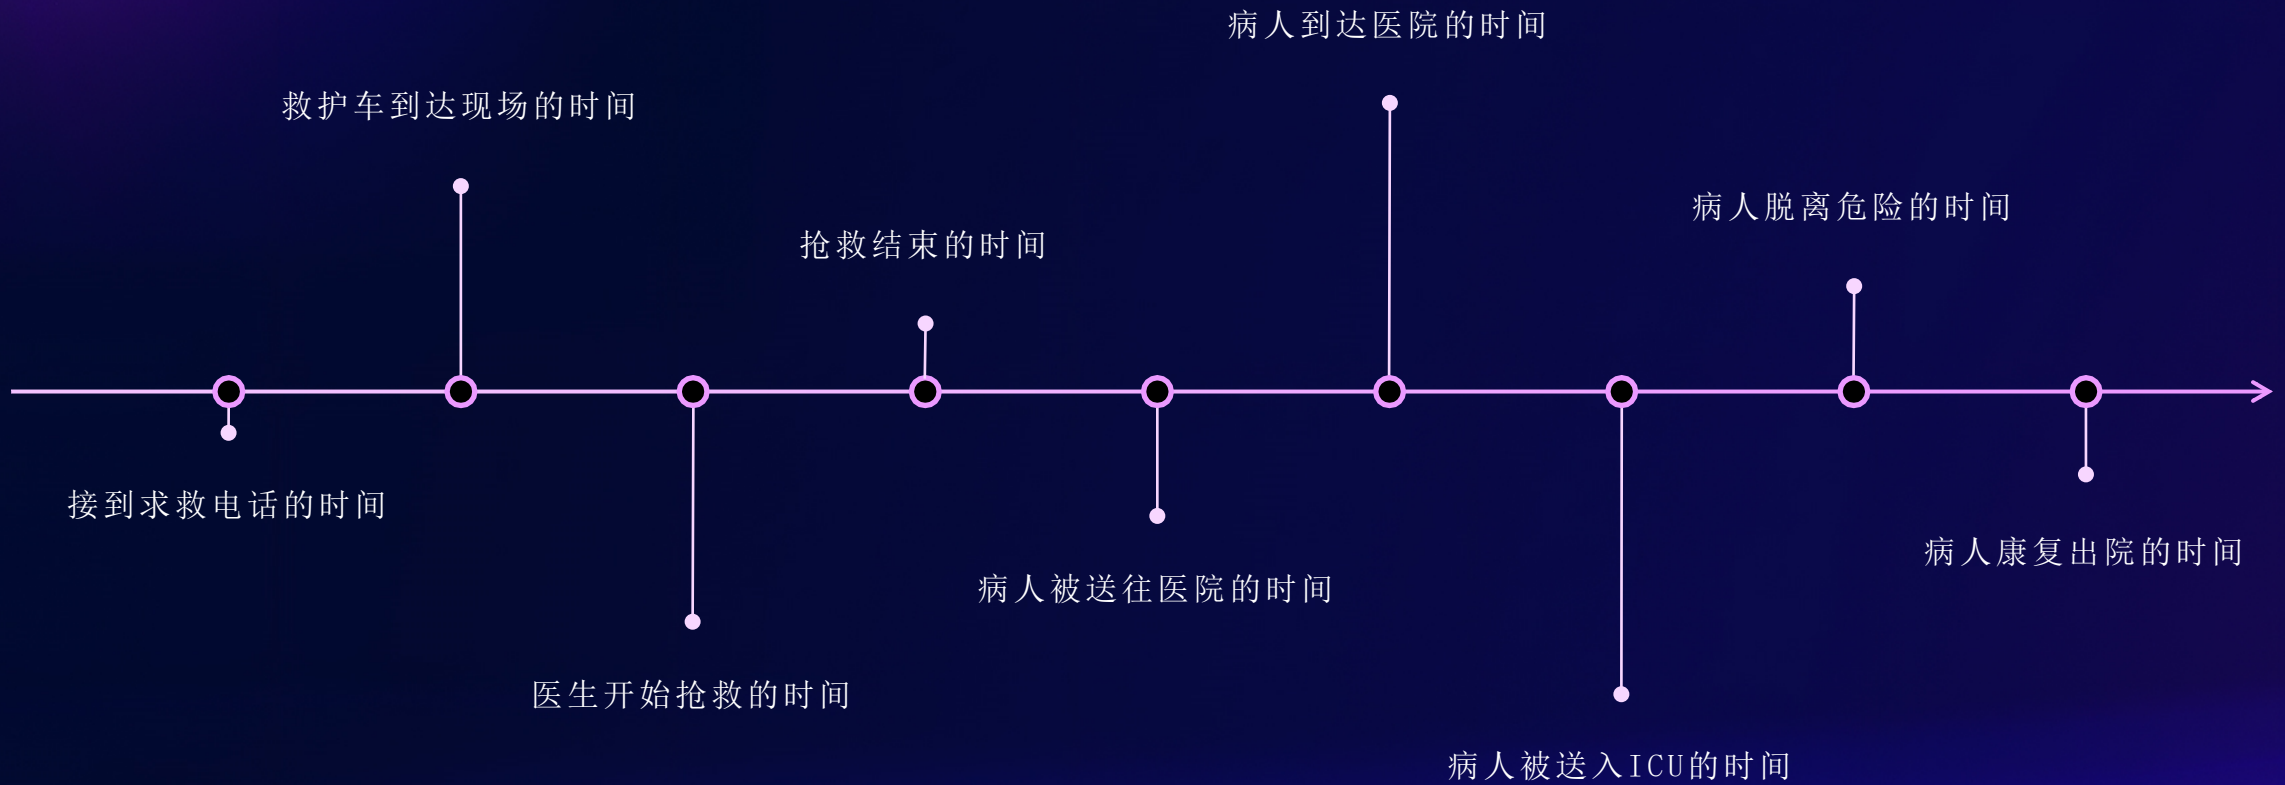 接到求救电话的时间
救护车到达现场的时间
医生开始抢救的时间
抢救结束的时间
病人被送往医院的时间
病人到达医院的时间
病人被送入ICU的时间
病人脱离危险的时间
病人康复出院的时间